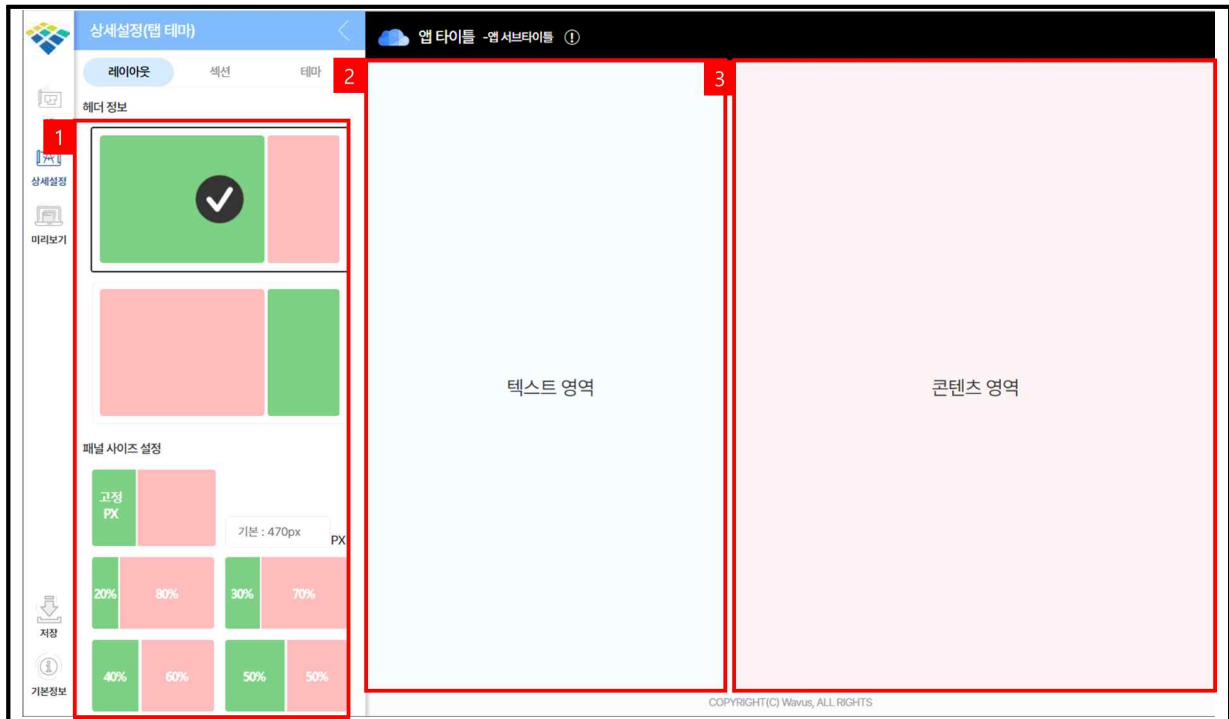 상세설정(탭 테마)
앱 타이틀 -앱 서브타이틀
레이아웃 섹션 테마
2
3
헤더 정보
1
상세설정
미리보기
텍스트 영역
콘텐츠 영역
패널 사이즈 설정
고정
PX
기본 : 470px PX
20% 80% 30% 70%
저장
40% 60% 50% 50%
기본정보
COPYRIGHT(C) Wavus, ALL RIGHTS